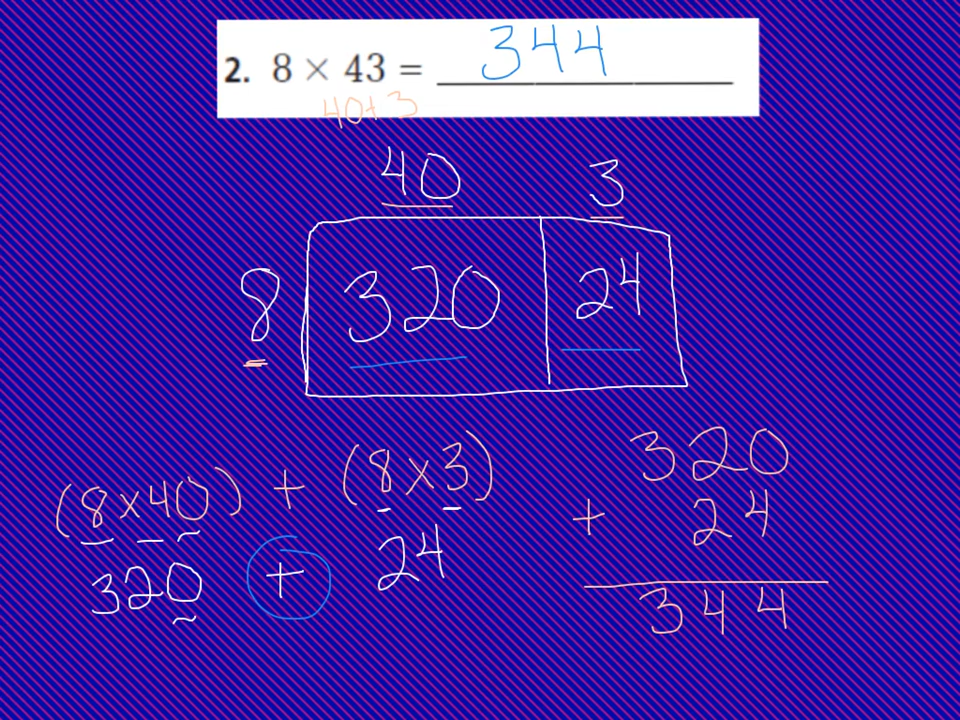 2. 8 × 43 = 344
40+3
40 3
8 320 24
(8×40) + (8×3)
320 + 24
320
+ 24
344